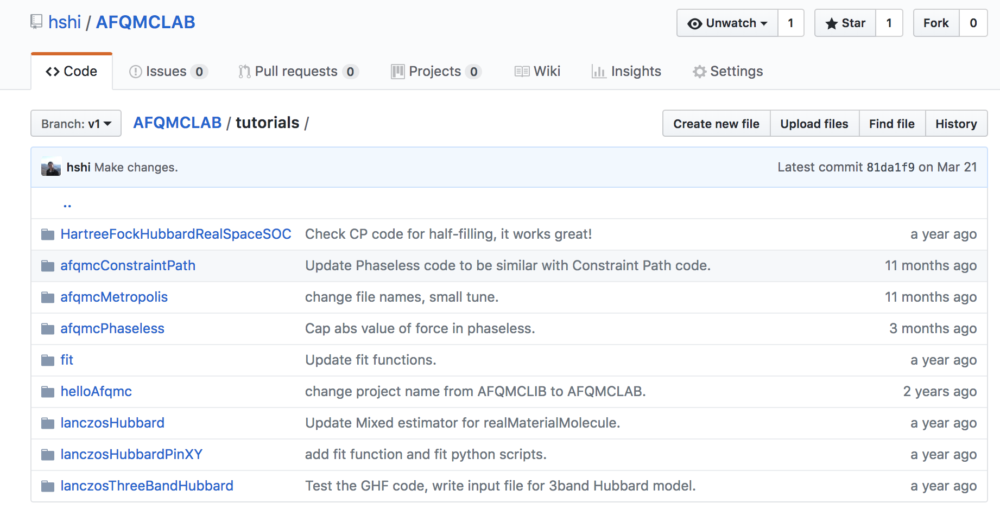 hshi / AFQMCLAB Unwatch 1 Star 1 Fork 0
Code Issues 0 Pull requests 0 Projects 0 Wiki Insights Settings
Branch: v1 AFQMCLAB / tutorials / Create new file Upload files Find file History
hshi Make changes. Latest commit 81da1f9 on Mar 21
..
HartreeFockHubbardRealSpaceSOC Check CP code for half-filling, it works great! a year ago
afqmcConstraintPath Update Phaseless code to be similar with Constraint Path code. 11 months ago
afqmcMetropolis change file names, small tune. 11 months ago
afqmcPhaseless Cap abs value of force in phaseless. 3 months ago
fit Update fit functions. a year ago
helloAfqmc change project name from AFQMCLIB to AFQMCLAB. 2 years ago
lanczosHubbard Update Mixed estimator for realMaterialMolecule. a year ago
lanczosHubbardPinXY add fit function and fit python scripts. a year ago
lanczosThreeBandHubbard Test the GHF code, write input file for 3band Hubbard model. a year ago